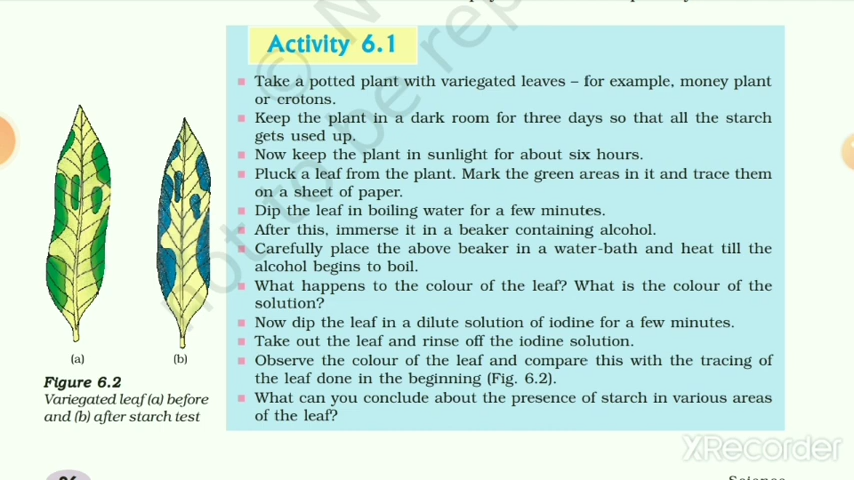 Activity 6.1
Take a potted plant with variegated leaves – for example, money plant
or crotons.
Keep the plant in a dark room for three days so that all the starch
gets used up.
Now keep the plant in sunlight for about six hours.
Pluck a leaf from the plant. Mark the green areas in it and trace them
on a sheet of paper.
Dip the leaf in boiling water for a few minutes.
After this, immerse it in a beaker containing alcohol.
Carefully place the above beaker in a water-bath and heat till the
alcohol begins to boil.
What happens to the colour of the leaf? What is the colour of the
solution?
Now dip the leaf in a dilute solution of iodine for a few minutes.
Take out the leaf and rinse off the iodine solution.
Observe the colour of the leaf and compare this with the tracing of
the leaf done in the beginning (Fig. 6.2).
What can you conclude about the presence of starch in various areas
of the leaf?
(a)
(b)
Figure 6.2
Variegated leaf (a) before
and (b) after starch test
not to be rep
©
XRecorder